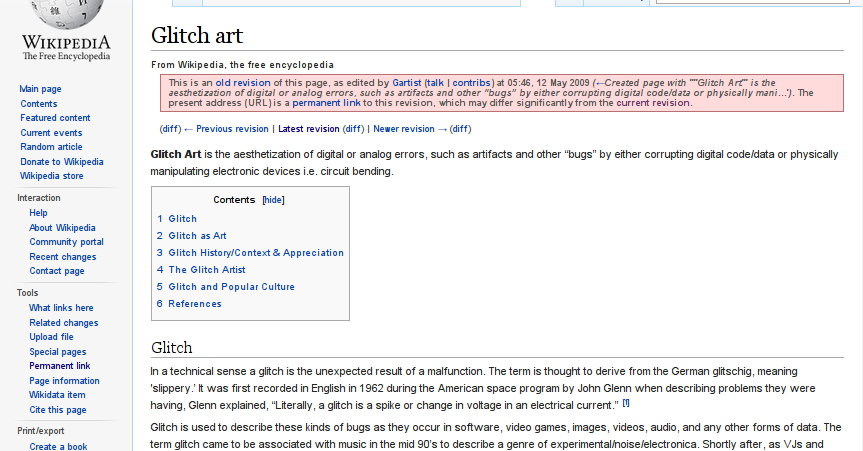 WIKIPEDIA
The Free Encyclopedia
Main page
Contents
Featured content
Current events
Random article
Donate to Wikipedia
Wikipedia store
Interaction
Help
About Wikipedia
Community portal
Recent changes
Contact page
Tools
What links here
Related changes
Upload file
Special pages
Permanent link
Page information
Wikidata item
Cite this page
Print/export
Create a book
Glitch art
From Wikipedia, the free encyclopedia
This is an old revision of this page, as edited by Gartist (talk | contribs) at 05:46, 12 May 2009 (←Created page with '"'Glitch Art'" is the
aesthetization of digital or analog errors, such as artifacts and other “bugs” by either corrupting digital code/data or physically mani...'). The
present address (URL) is a permanent link to this revision, which may differ significantly from the current revision.
(diff) ← Previous revision | Latest revision (diff) | Newer revision → (diff)
Glitch Art is the aesthetization of digital or analog errors, such as artifacts and other “bugs” by either corrupting digital code/data or physically
manipulating electronic devices i.e. circuit bending.
Contents [hide]
1 Glitch
2 Glitch as Art
3 Glitch History/Context & Appreciation
4 The Glitch Artist
5 Glitch and Popular Culture
6 References
Glitch
In a technical sense a glitch is the unexpected result of a malfunction. The term is thought to derive from the German glitschig, meaning
'slippery.' It was first recorded in English in 1962 during the American space program by John Glenn when describing problems they were
having, Glenn explained, “Literally, a glitch is a spike or change in voltage in an electrical current.” [1]
Glitch is used to describe these kinds of bugs as they occur in software, video games, images, videos, audio, and any other forms of data. The
term glitch came to be associated with music in the mid 90's to describe a genre of experimental/noise/electronica. Shortly after, as VJs and